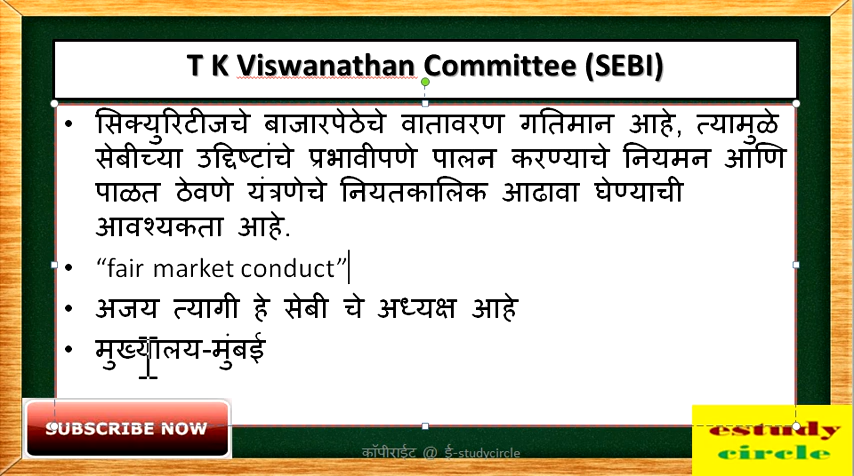 T K Viswanathan Committee (SEBI)
• सिक्युरिटीजचे बाजारपेठेचे वातावरण गतिमान आहे, त्यामुळे
सेबीच्या उद्दिष्टांचे प्रभावीपणे पालन करण्याचे नियमन आणि
पाळत ठेवणे यंत्रणेचे नियतकालिक आढावा घेण्याची
आवश्यकता आहे.
• “fair market conduct”
• अजय त्यागी हे सेबी चे अध्यक्ष आहे
• मुख्यालय-मुंबई
SUBSCRIBE NOW
कॉपीराईट @ ई-studycircle
estudy
circle